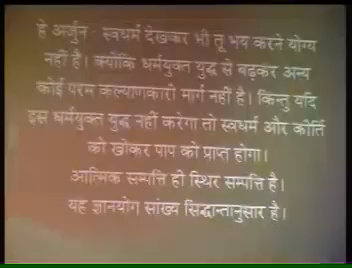 हे अर्जुन - स्वधर्म देखकर भी तू भय करने योग्य
नहीं है। क्योंकि धर्मयुक्त युद्ध से बढ़कर अन्य
कोई परम कल्याणकारी मार्ग नहीं है। किन्तु यदि
इस धर्मयुक्त युद्ध नहीं करेगा तो स्वधर्म और कीर्ति
को खोकर पाप को प्राप्त होगा।
आत्मिक सम्पत्ति ही स्थिर सम्पत्ति है।
यह ज्ञानयोग सांख्य सिद्धान्तानुसार है।